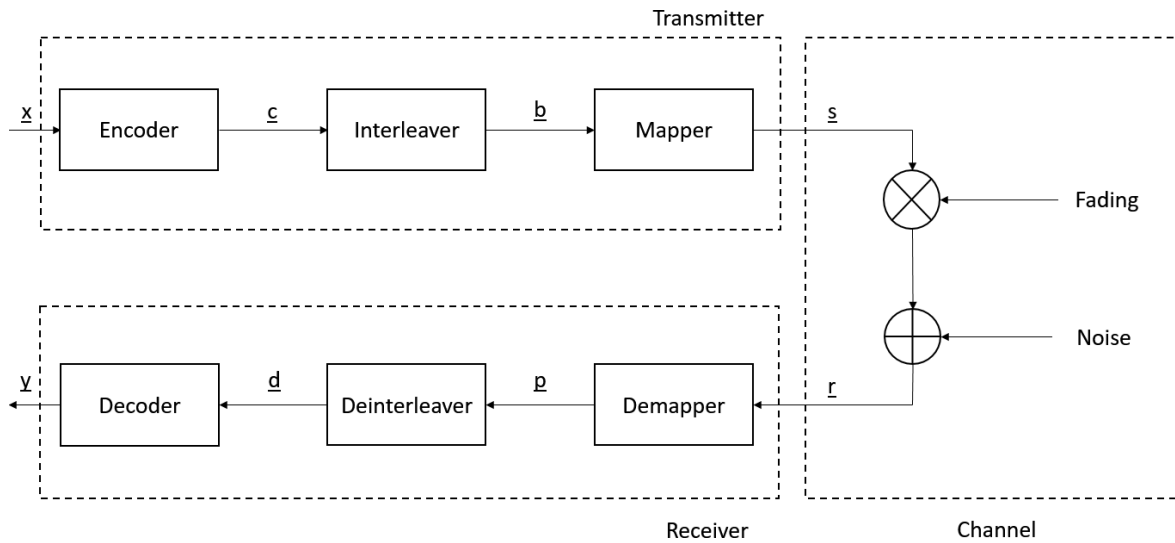 Transmitter
x
Encoder
c
Interleaver
b
Mapper
s
Fading
Noise
y
Decoder
d
Deinterleaver
p
Demapper
r
Receiver
Channel